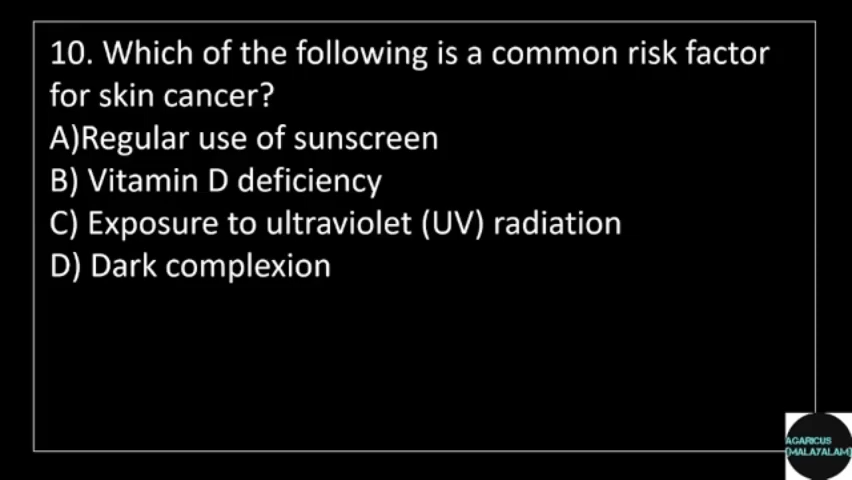 10. Which of the following is a common risk factor
for skin cancer?
A)Regular use of sunscreen
B) Vitamin D deficiency
C) Exposure to ultraviolet (UV) radiation
D) Dark complexion
AGARICUS
(MALAYALAM)